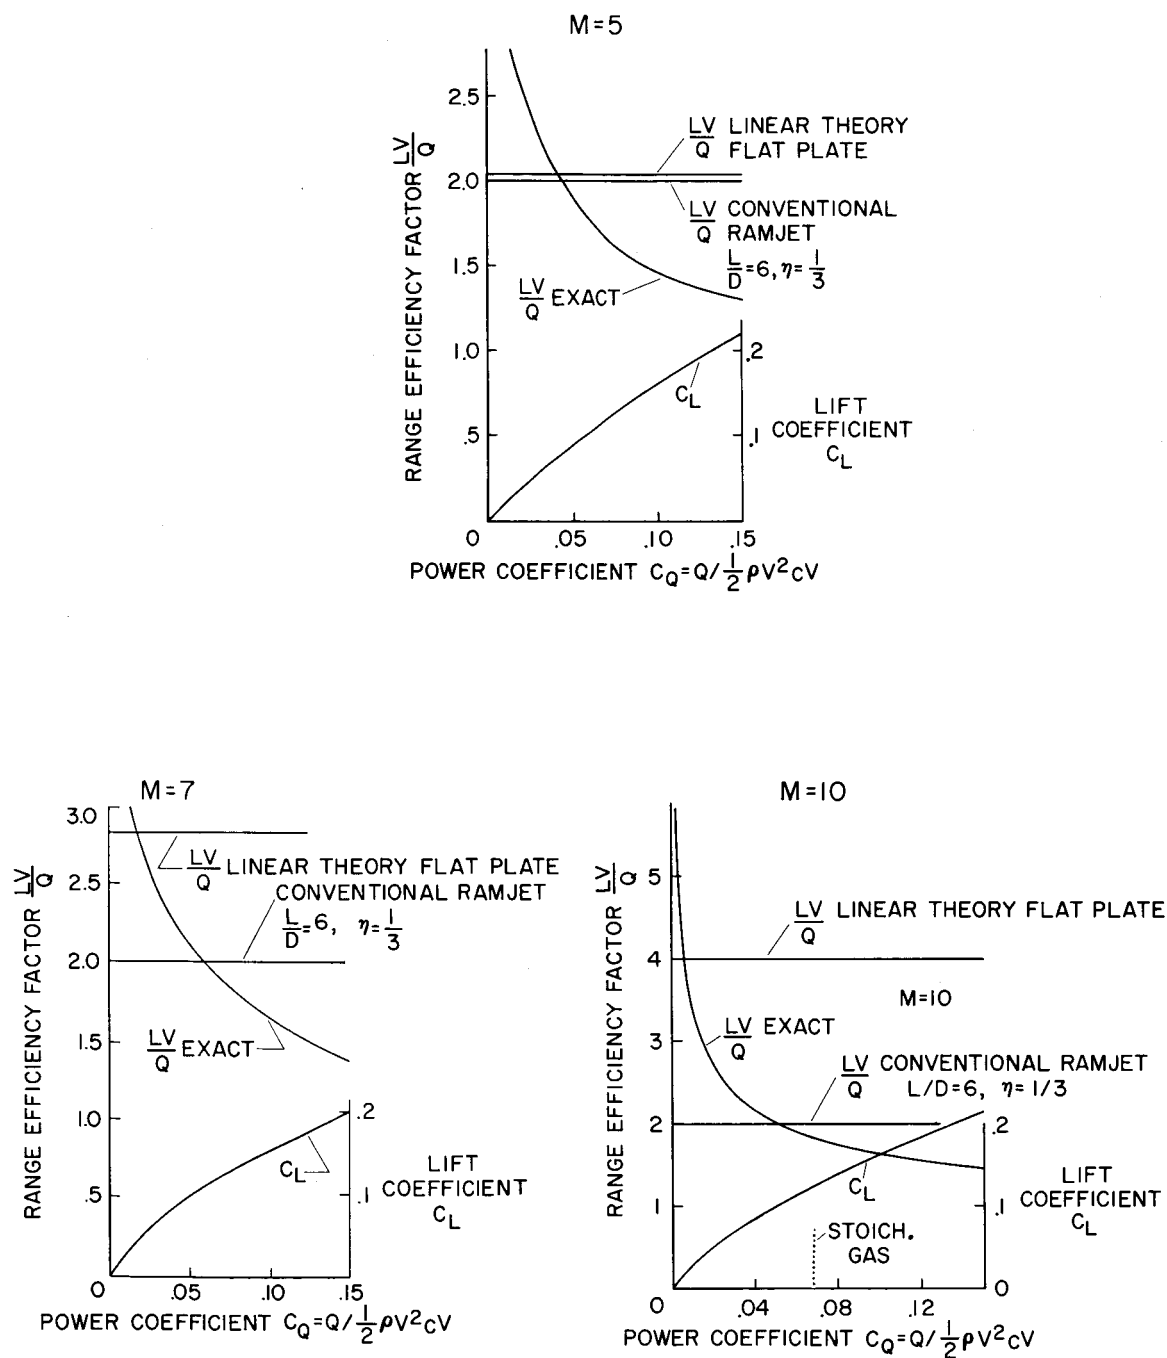 M=5
RANGE EFFICIENCY FACTOR LV/Q
2.5
2.0
1.5
1.0
.5
LV/Q LINEAR THEORY
FLAT PLATE
LV/Q CONVENTIONAL
RAMJET
L/D=6, η=1/3
LV/Q EXACT
C_L
.2
.1
LIFT
COEFFICIENT
C_L
0 .05 .10 .15
POWER COEFFICIENT C_Q=Q/½ρV²cV
M=7
RANGE EFFICIENCY FACTOR LV/Q
3.0
2.5
2.0
1.5
1.0
.5
LV/Q LINEAR THEORY FLAT PLATE
CONVENTIONAL RAMJET
L/D=6, η=1/3
LV/Q EXACT
C_L
.2
.1
LIFT
COEFFICIENT
C_L
0 .05 .10 .15
POWER COEFFICIENT C_Q=Q/½ρV²cV
M=10
RANGE EFFICIENCY FACTOR LV/Q
5
4
3
2
1
LV/Q LINEAR THEORY FLAT PLATE
M=10
LV/Q EXACT
LV/Q CONVENTIONAL RAMJET
L/D=6, η=1/3
C_L
STOICH.
GAS
.2
.1
0
LIFT
COEFFICIENT
C_L
0 .04 .08 .12
POWER COEFFICIENT C_Q=Q/½ρV²cV